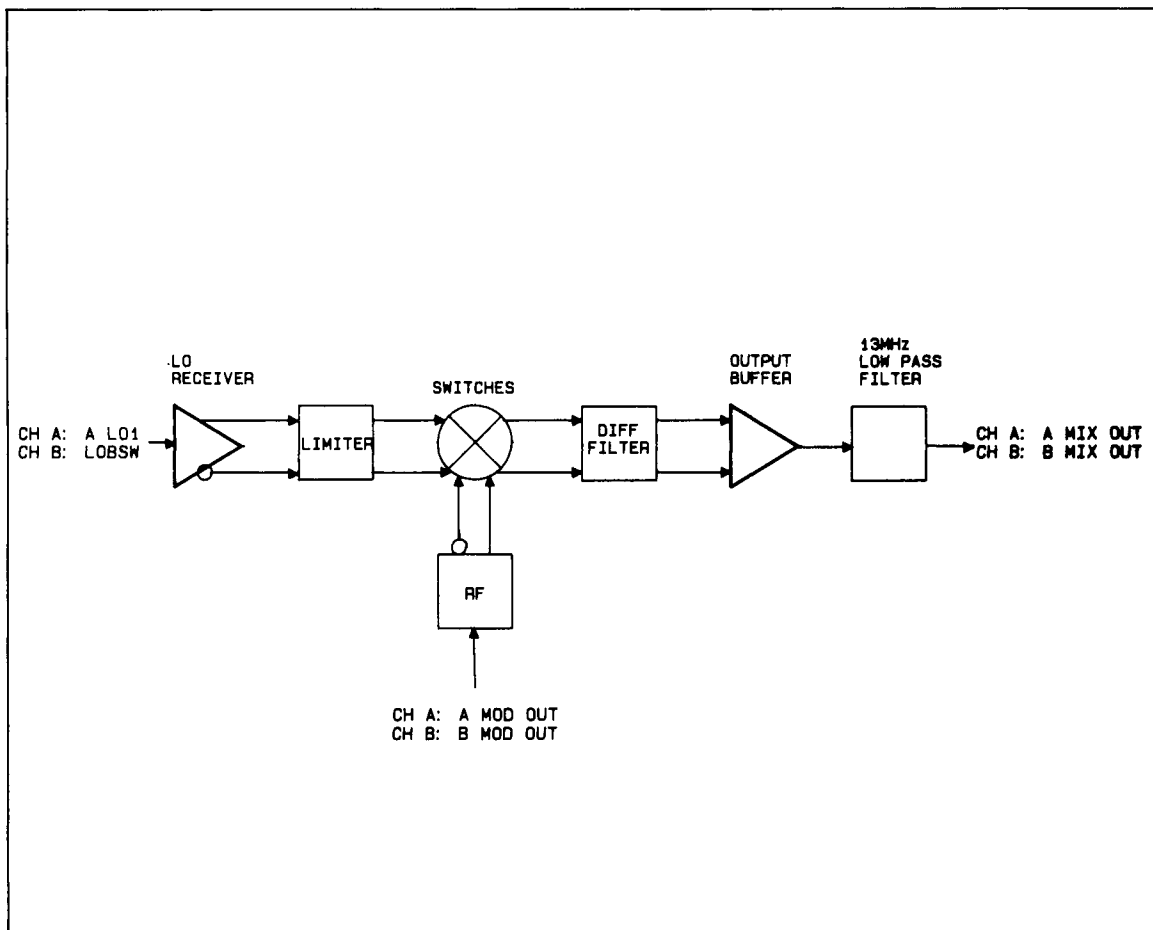 LO
RECEIVER
SWITCHES
OUTPUT
BUFFER
13MHz
LOW PASS
FILTER
CH A: A LO1
CH B: LOBSW
LIMITER
DIFF
FILTER
CH A: A MIX OUT
CH B: B MIX OUT
RF
CH A: A MOD OUT
CH B: B MOD OUT